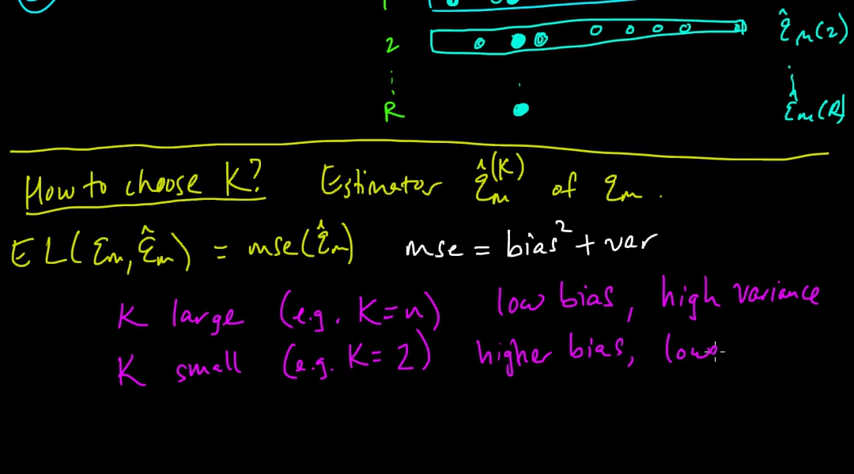 1
2 ε̂m(2)
R ε̂m(R)
How to choose K? Estimator ε̂m^(K) of εm.
EL(εm, ε̂m) = mse(ε̂m) mse = bias² + var
K large (e.g. K=n) low bias, high variance
K small (e.g. K=2) higher bias, low